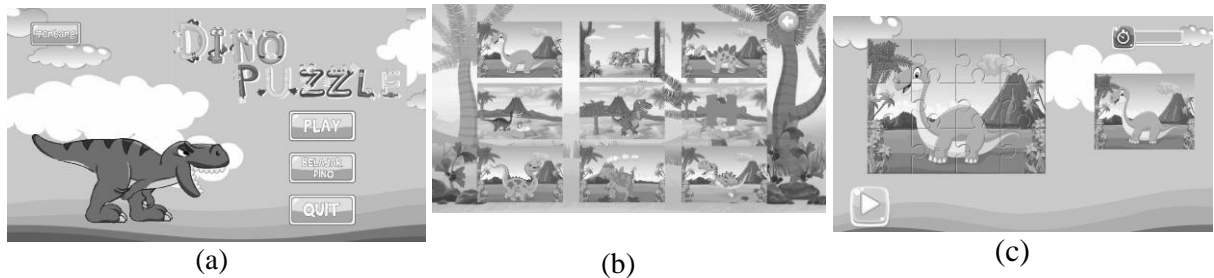 TENTANG
DINO
PUZZLE
PLAY
BELAJAR
DINO
QUIT
(a)
(b)
(c)